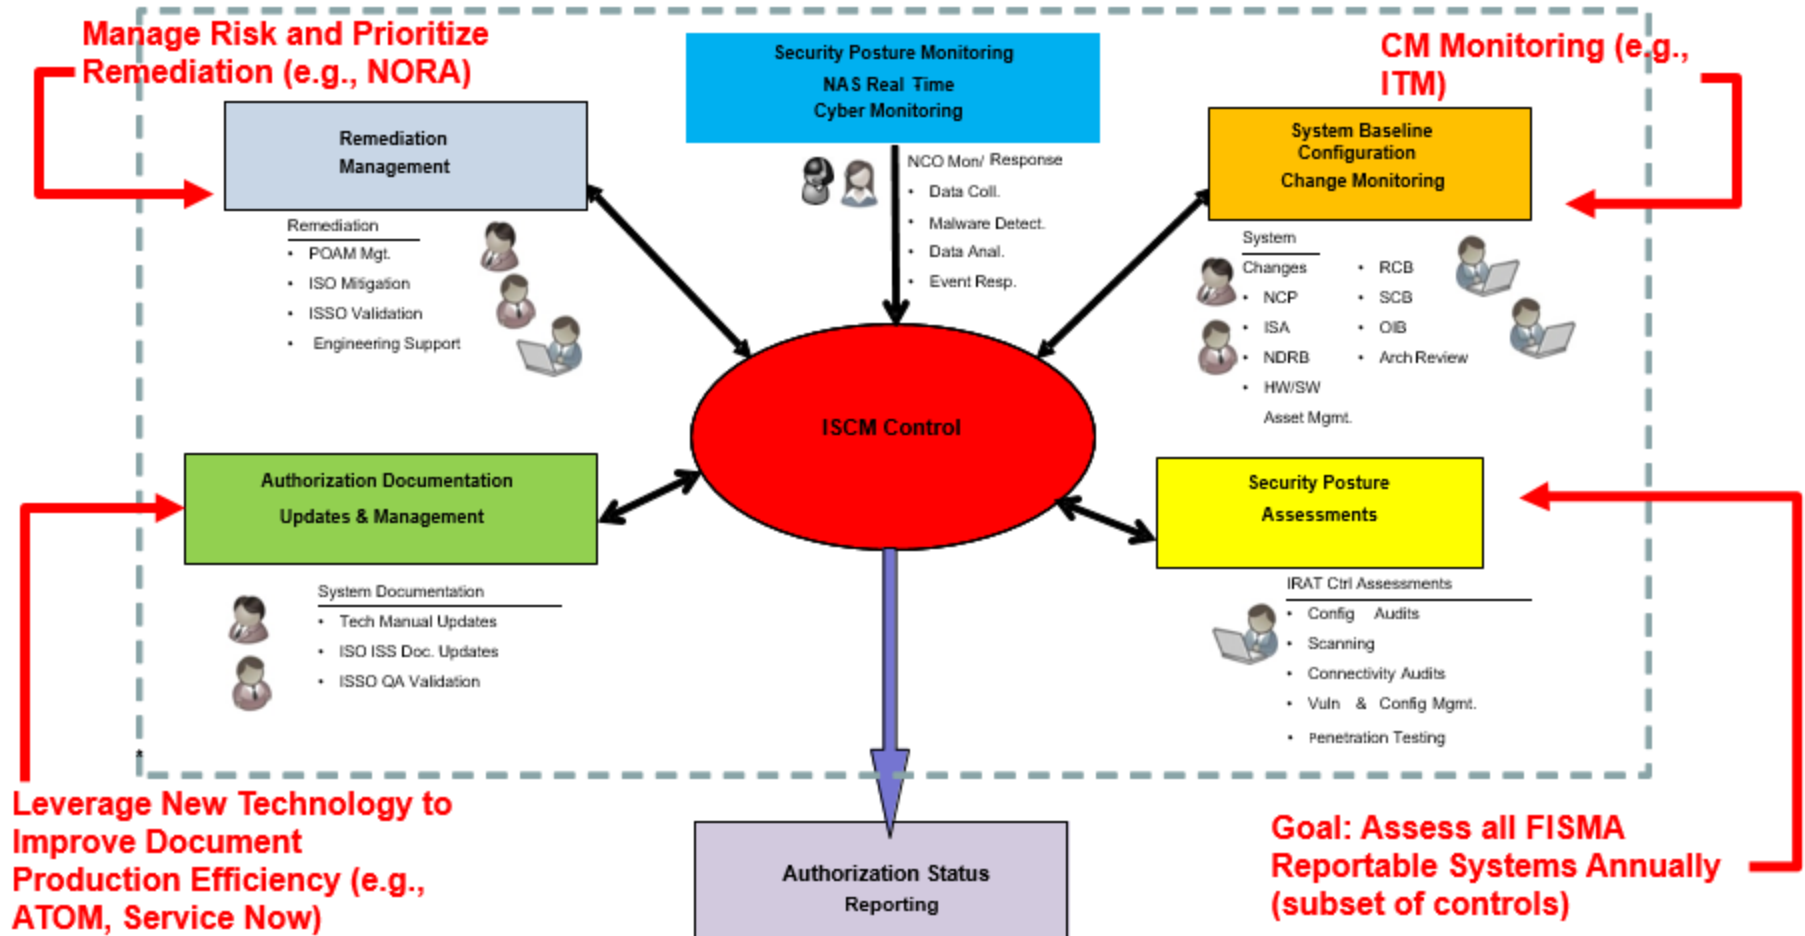 Manage Risk and Prioritize
Remediation (e.g., NORA)
Remediation
Management
Remediation
• POAM Mgt.
• ISO Mitigation
• ISSO Validation
• Engineering Support
Security Posture Monitoring
NAS Real Time
Cyber Monitoring
NCO Mon/ Response
• Data Coll.
• Malware Detect.
• Data Anal.
• Event Resp.
CM Monitoring (e.g.,
ITM)
System Baseline
Configuration
Change Monitoring
System
Changes
• NCP
• ISA
• NDRB
• HW/SW
Asset Mgmt.
• RCB
• SCB
• OIB
• Arch Review
ISCM Control
Authorization Documentation
Updates & Management
System Documentation
• Tech Manual Updates
• ISO ISS Doc. Updates
• ISSO QA Validation
Security Posture
Assessments
IRAT Ctrl Assessments
• Config Audits
• Scanning
• Connectivity Audits
• Vuln & Config Mgmt.
• Penetration Testing
Leverage New Technology to
Improve Document
Production Efficiency (e.g.,
ATOM, Service Now)
Authorization Status
Reporting
Goal: Assess all FISMA
Reportable Systems Annually
(subset of controls)